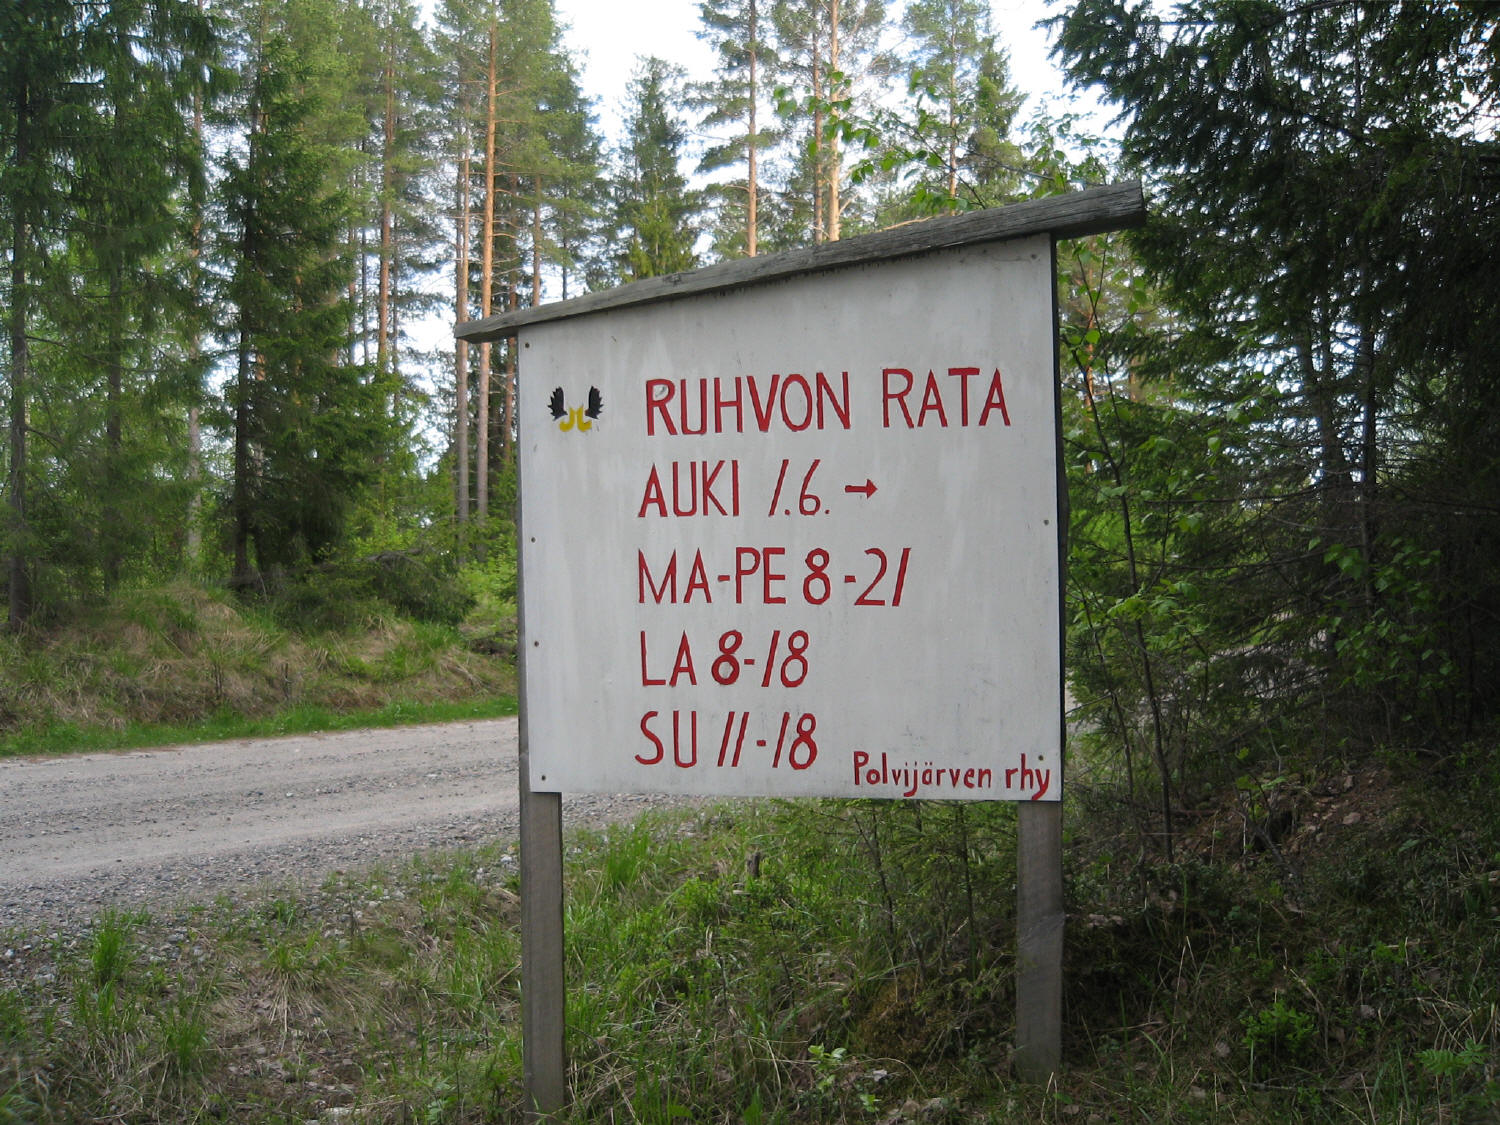 RUHVON RATA
AUKI 1.6. →
MA-PE 8-21
LA 8-18
SU 11-18
Polvijärven rhy